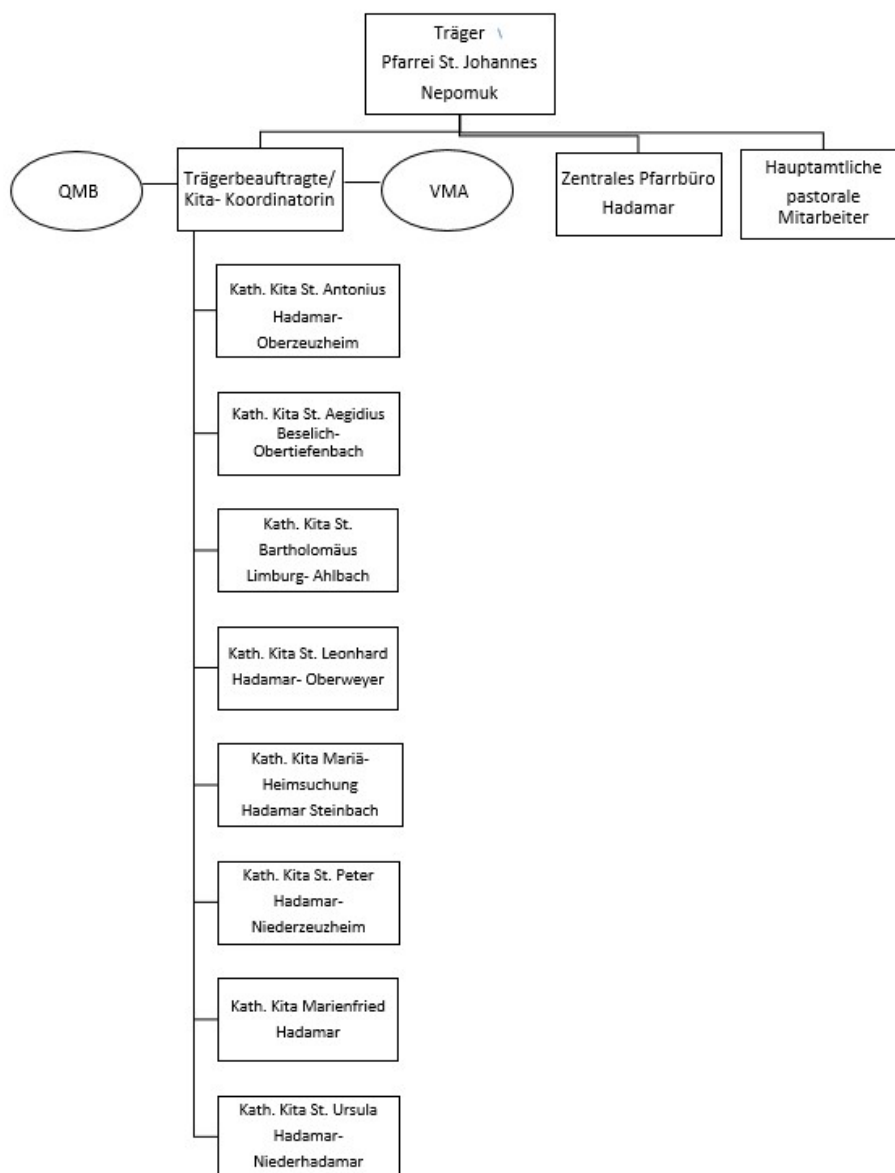 Träger \
Pfarrei St. Johannes
Nepomuk
QMB
Trägerbeauftragte/
Kita- Koordinatorin
VMA
Zentrales Pfarrbüro
Hadamar
Hauptamtliche
pastorale
Mitarbeiter
Kath. Kita St. Antonius
Hadamar-
Oberzeuzheim
Kath. Kita St. Aegidius
Beselich-
Obertiefenbach
Kath. Kita St.
Bartholomäus
Limburg- Ahlbach
Kath. Kita St. Leonhard
Hadamar- Oberweyer
Kath. Kita Mariä-
Heimsuchung
Hadamar Steinbach
Kath. Kita St. Peter
Hadamar-
Niederzeuzheim
Kath. Kita Marienfried
Hadamar
Kath. Kita St. Ursula
Hadamar-
Niederhadamar